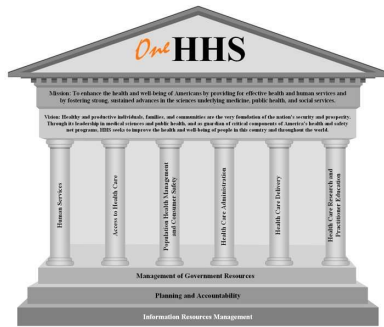 One HHS
Mission: To enhance the health and well-being of Americans by providing for effective health and human services and
by fostering strong, sustained advances in the sciences underlying medicine, public health, and social services.
Vision: Healthy and productive individuals, families, and communities are the very foundation of the nation's security and prosperity.
Through its leadership in medical sciences and public health, and as guardian of critical components of America's health and safety
net programs, HHS seeks to improve the health and well-being of people in this country and throughout the world.
Human Services
Access to Health Care
Population Health Management
and Consumer Safety
Health Care Administration
Health Care Delivery
Health Care Research and
Practitioner Education
Management of Government Resources
Planning and Accountability
Information Resources Management